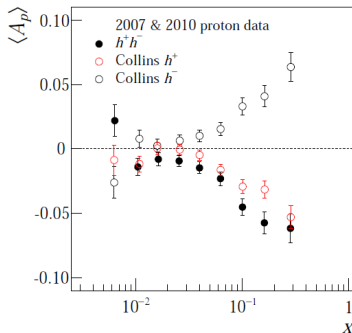 ⟨A_p⟩
0.10
0.05
0
-0.05
-0.10
2007 & 2010 proton data
h⁺h⁻
Collins h⁺
Collins h⁻
10⁻² 10⁻¹ 1
x